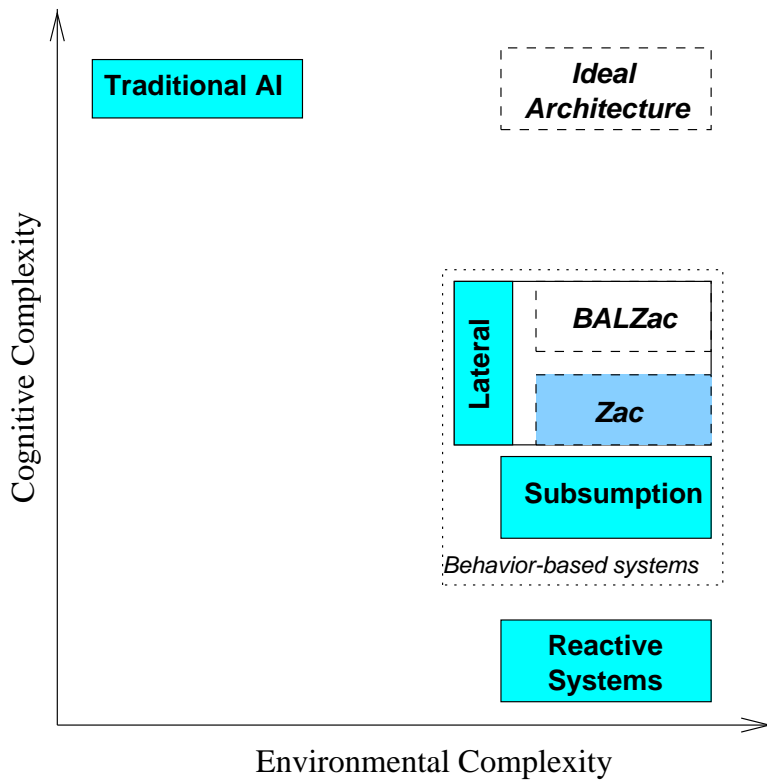 Traditional AI
Ideal
Architecture
Cognitive Complexity
Lateral
BALZac
Zac
Subsumption
Behavior-based systems
Reactive
Systems
Environmental Complexity